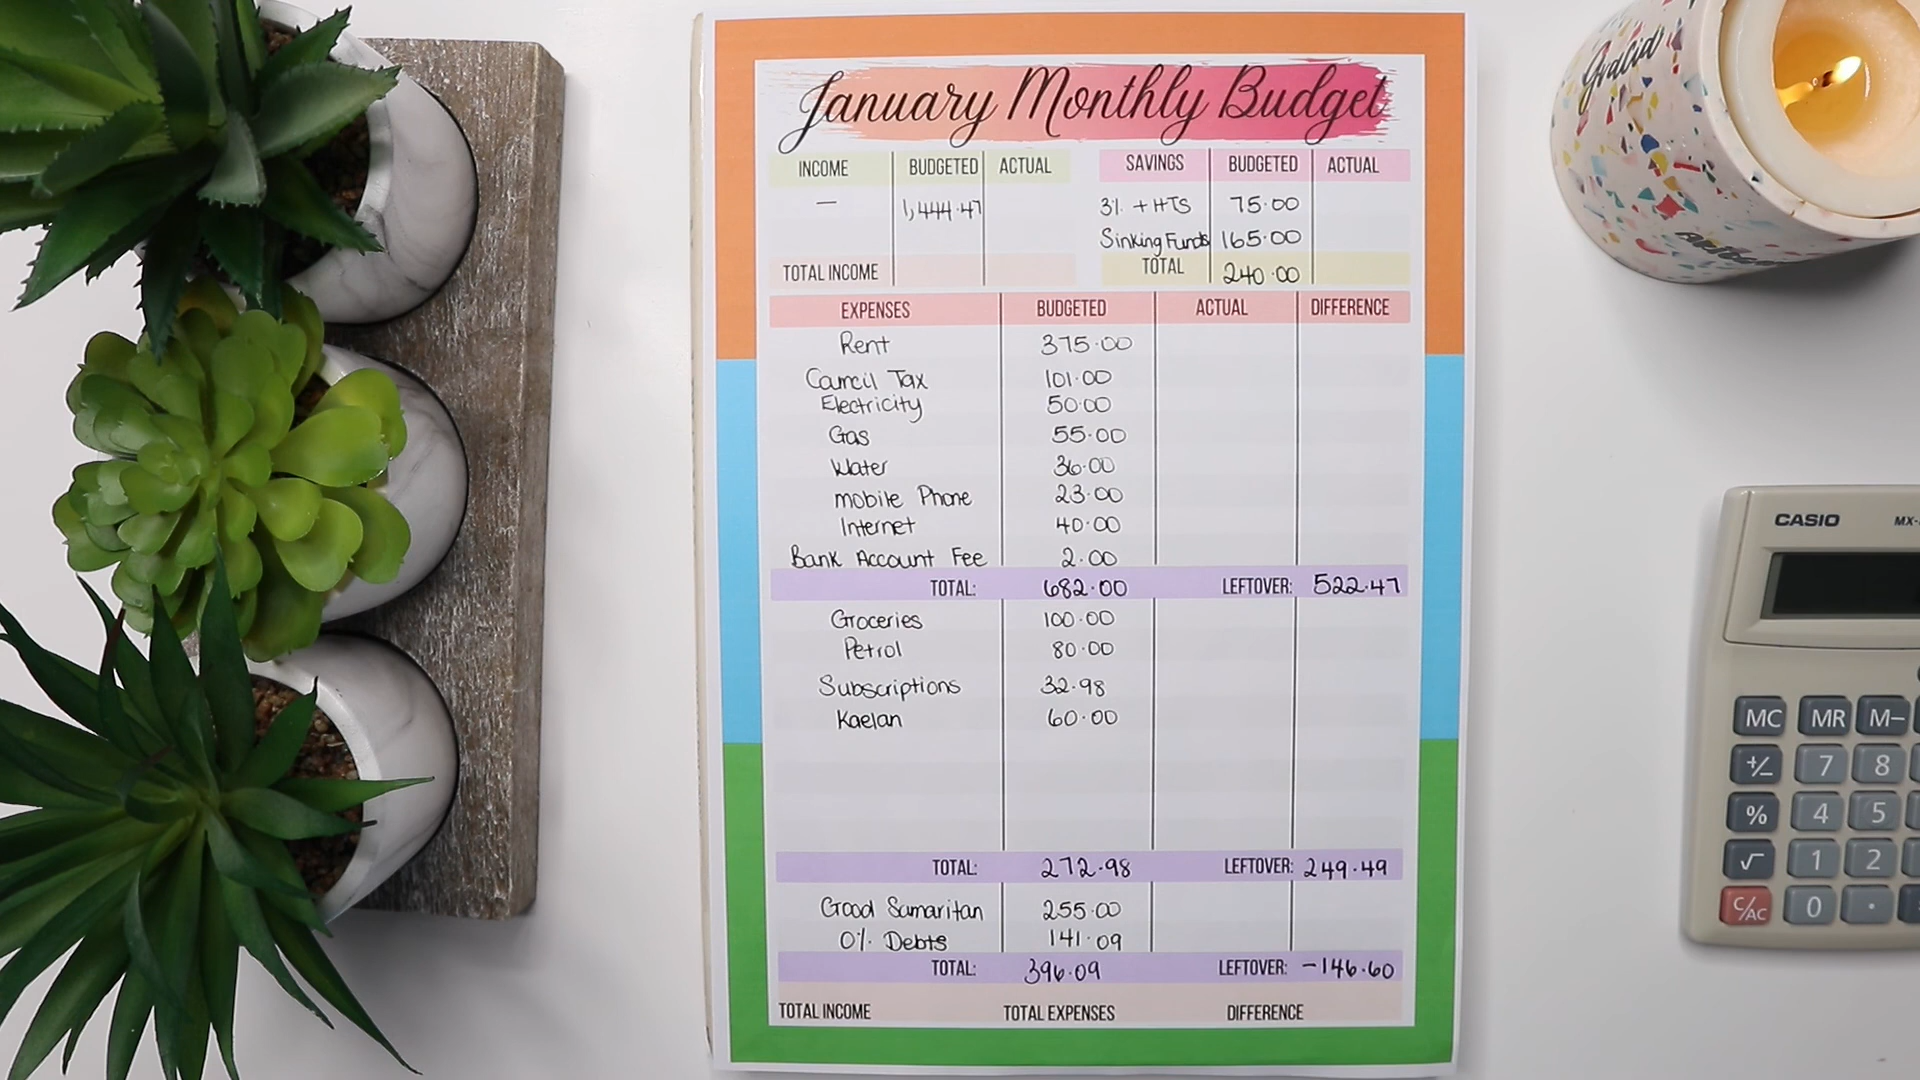 January Monthly Budget
INCOME BUDGETED ACTUAL
— 1,444.47
TOTAL INCOME
SAVINGS BUDGETED ACTUAL
3% + HTS 75.00
Sinking Funds 165.00
TOTAL 240.00
EXPENSES BUDGETED ACTUAL DIFFERENCE
Rent 375.00
Council Tax 101.00
Electricity 50.00
Gas 55.00
Water 36.00
mobile Phone 23.00
Internet 40.00
Bank Account Fee 2.00
TOTAL: 682.00 LEFTOVER: 522.47
Groceries 100.00
Petrol 80.00
Subscriptions 32.98
Kaelan 60.00
TOTAL: 272.98 LEFTOVER: 249.49
Good Samaritan 255.00
0% Debts 141.09
TOTAL: 396.09 LEFTOVER: -146.60
TOTAL INCOME TOTAL EXPENSES DIFFERENCE
CASIO MX-
MC MR M-
+/- 7 8
% 4 5
√ 1 2
C/AC 0 .